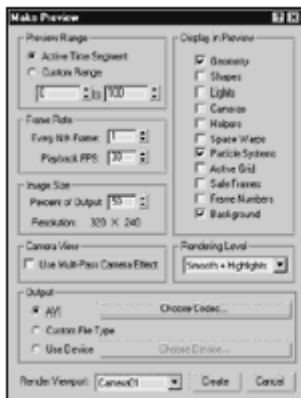 Make Preview
Preview Range
Active Time Segment
Custom Range
0 to 100
Frame Rate
Every Nth Frame: 1
Playback FPS: 30
Image Size
Percent of Output: 50
Resolution: 320 X 240
Camera View
Use Multi-Pass Camera Effect
Display in Preview
Geometry
Shapes
Lights
Cameras
Helpers
Space Warps
Particle Systems
Active Grid
Safe Frames
Frame Numbers
Background
Rendering Level
Smooth + Highlights
Output
AVI
Choose Codec...
Custom File Type
Use Device
Choose Device...
Render Viewport: Camera01
Create
Cancel